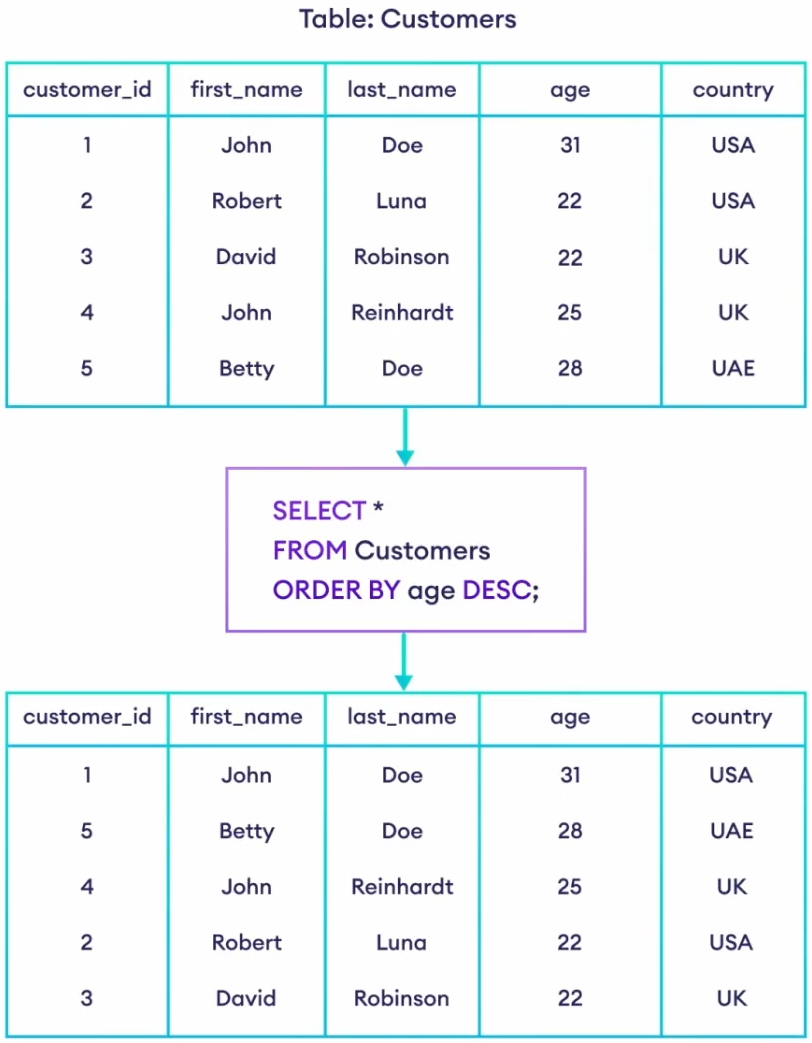 Table: Customers
customer_id first_name last_name age country
1 John Doe 31 USA
2 Robert Luna 22 USA
3 David Robinson 22 UK
4 John Reinhardt 25 UK
5 Betty Doe 28 UAE
SELECT *
FROM Customers
ORDER BY age DESC;
customer_id first_name last_name age country
1 John Doe 31 USA
5 Betty Doe 28 UAE
4 John Reinhardt 25 UK
2 Robert Luna 22 USA
3 David Robinson 22 UK